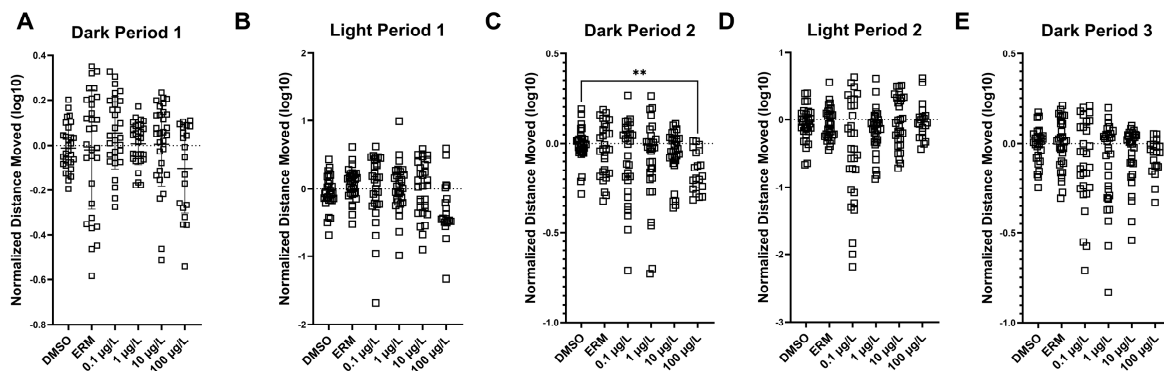 A
Dark Period 1
Normalized Distance Moved (log10)
0.4
0.2
0.0
-0.2
-0.4
-0.6
-0.8
DMSO
ERM
0.1 µg/L
1 µg/L
10 µg/L
100 µg/L
B
Light Period 1
Normalized Distance Moved (log10)
2
1
0
-1
-2
DMSO
ERM
0.1 µg/L
1 µg/L
10 µg/L
100 µg/L
C
Dark Period 2
Normalized Distance Moved (log10)
0.5
0.0
-0.5
-1.0
**
DMSO
ERM
0.1 µg/L
1 µg/L
10 µg/L
100 µg/L
D
Light Period 2
Normalized Distance Moved (log10)
1
0
-1
-2
-3
DMSO
ERM
0.1 µg/L
1 µg/L
10 µg/L
100 µg/L
E
Dark Period 3
Normalized Distance Moved (log10)
0.5
0.0
-0.5
-1.0
DMSO
ERM
0.1 µg/L
1 µg/L
10 µg/L
100 µg/L